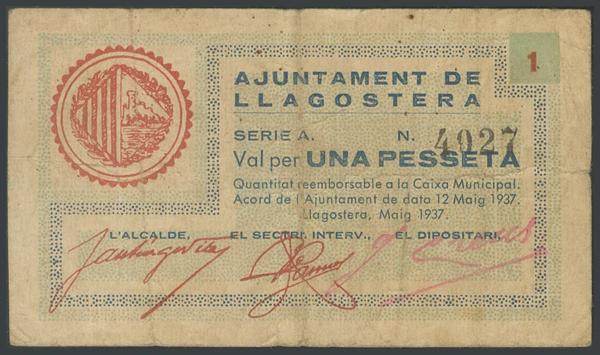 1
AJUNTAMENT DE
LLAGOSTERA
SERIE A. N. 4027
Val per UNA PESSETA
Quantitat reemborsable a la Caixa Municipal.
Acord de l'Ajuntament de data 12 Maig 1937.
Llagostera, Maig 1937.
L'ALCALDE, EL SECTRI. INTERV., EL DIPOSITARI,